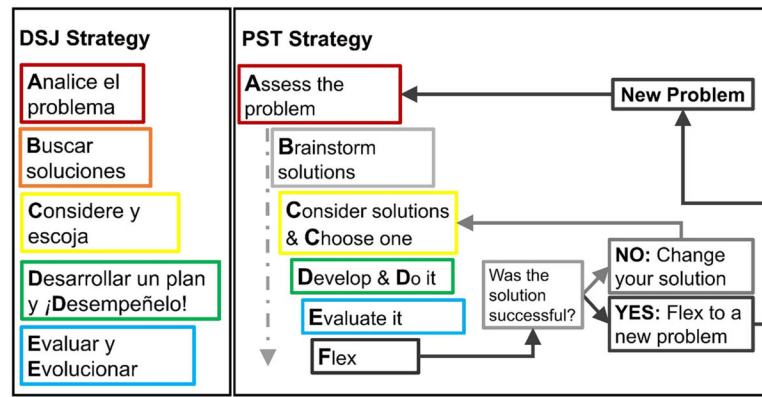 DSJ Strategy
Analice el
problema
Buscar
soluciones
Considere y
escoja
Desarrollar un plan
y ¡Desempeñelo!
Evaluar y
Evolucionar
PST Strategy
Assess the
problem
Brainstorm
solutions
Consider solutions
& Choose one
Develop & Do it
Evaluate it
Flex
Was the
solution
successful?
NO: Change
your solution
YES: Flex to a
new problem
New Problem